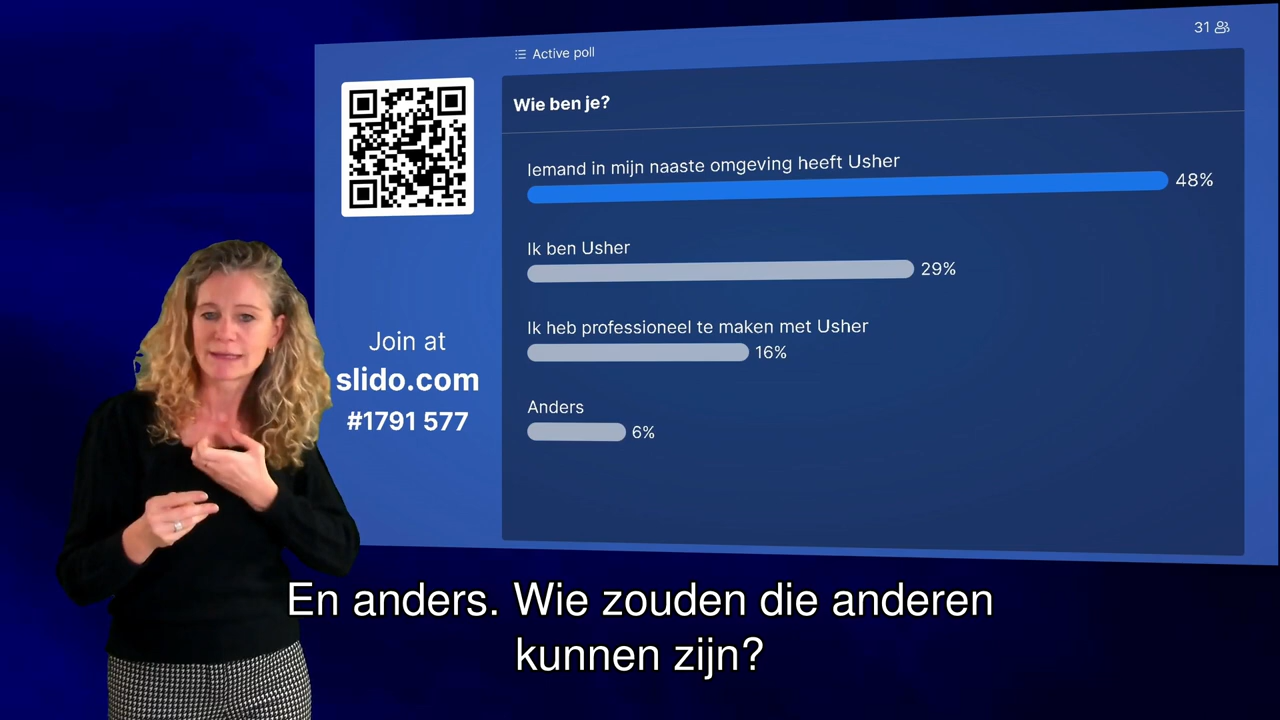 Active poll
31
Wie ben je?
Iemand in mijn naaste omgeving heeft Usher
48%
Ik ben Usher
29%
Ik heb professioneel te maken met Usher
16%
Anders
6%
Join at
slido.com
#1791 577
En anders. Wie zouden die anderen
kunnen zijn?